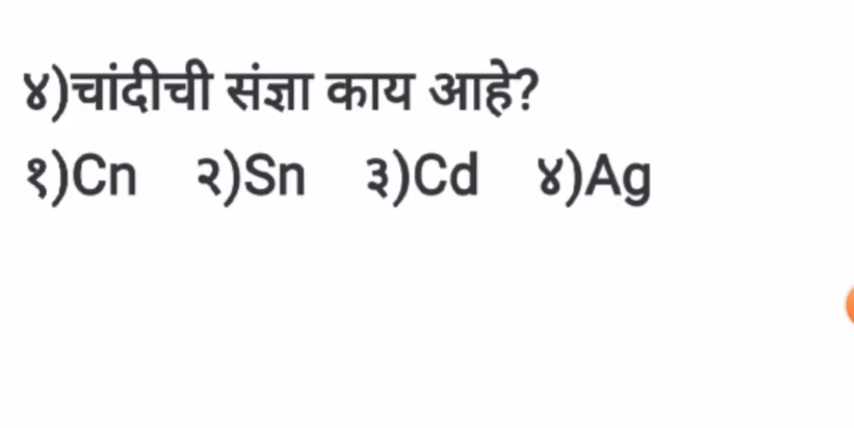 ४)चांदीची संज्ञा काय आहे?
१)Cn २)Sn ३)Cd ४)Ag